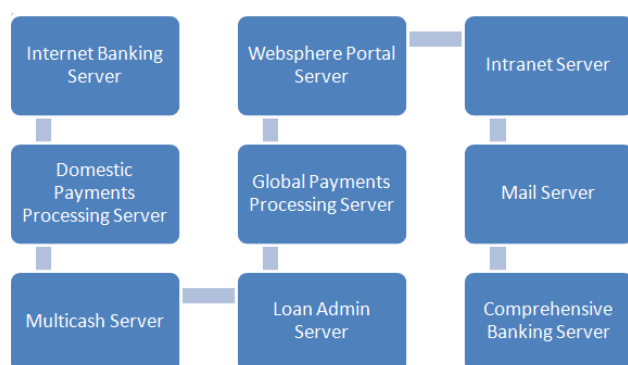 Internet Banking
Server
Websphere Portal
Server
Intranet Server
Domestic
Payments
Processing Server
Global Payments
Processing Server
Mail Server
Multicash Server
Loan Admin
Server
Comprehensive
Banking Server